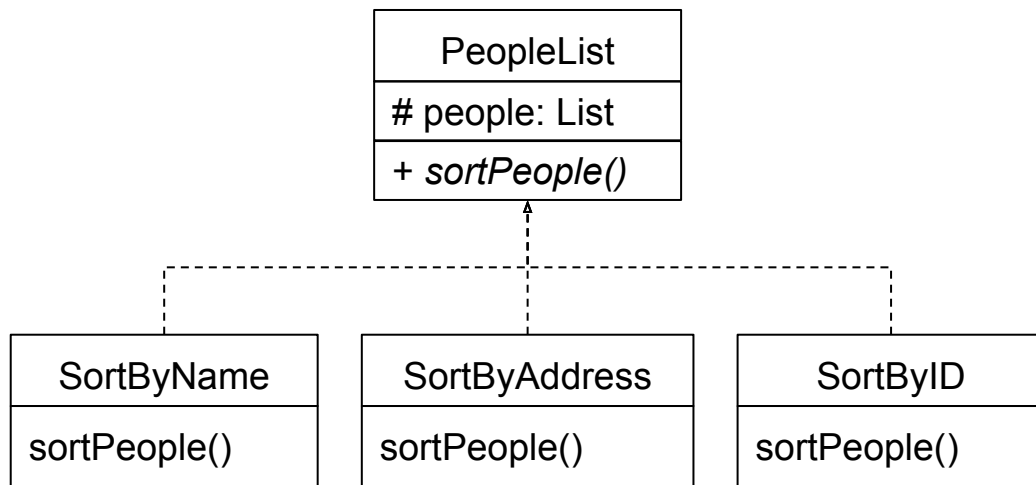 PeopleList
# people: List
+ sortPeople()
SortByName
sortPeople()
SortByAddress
sortPeople()
SortByID
sortPeople()